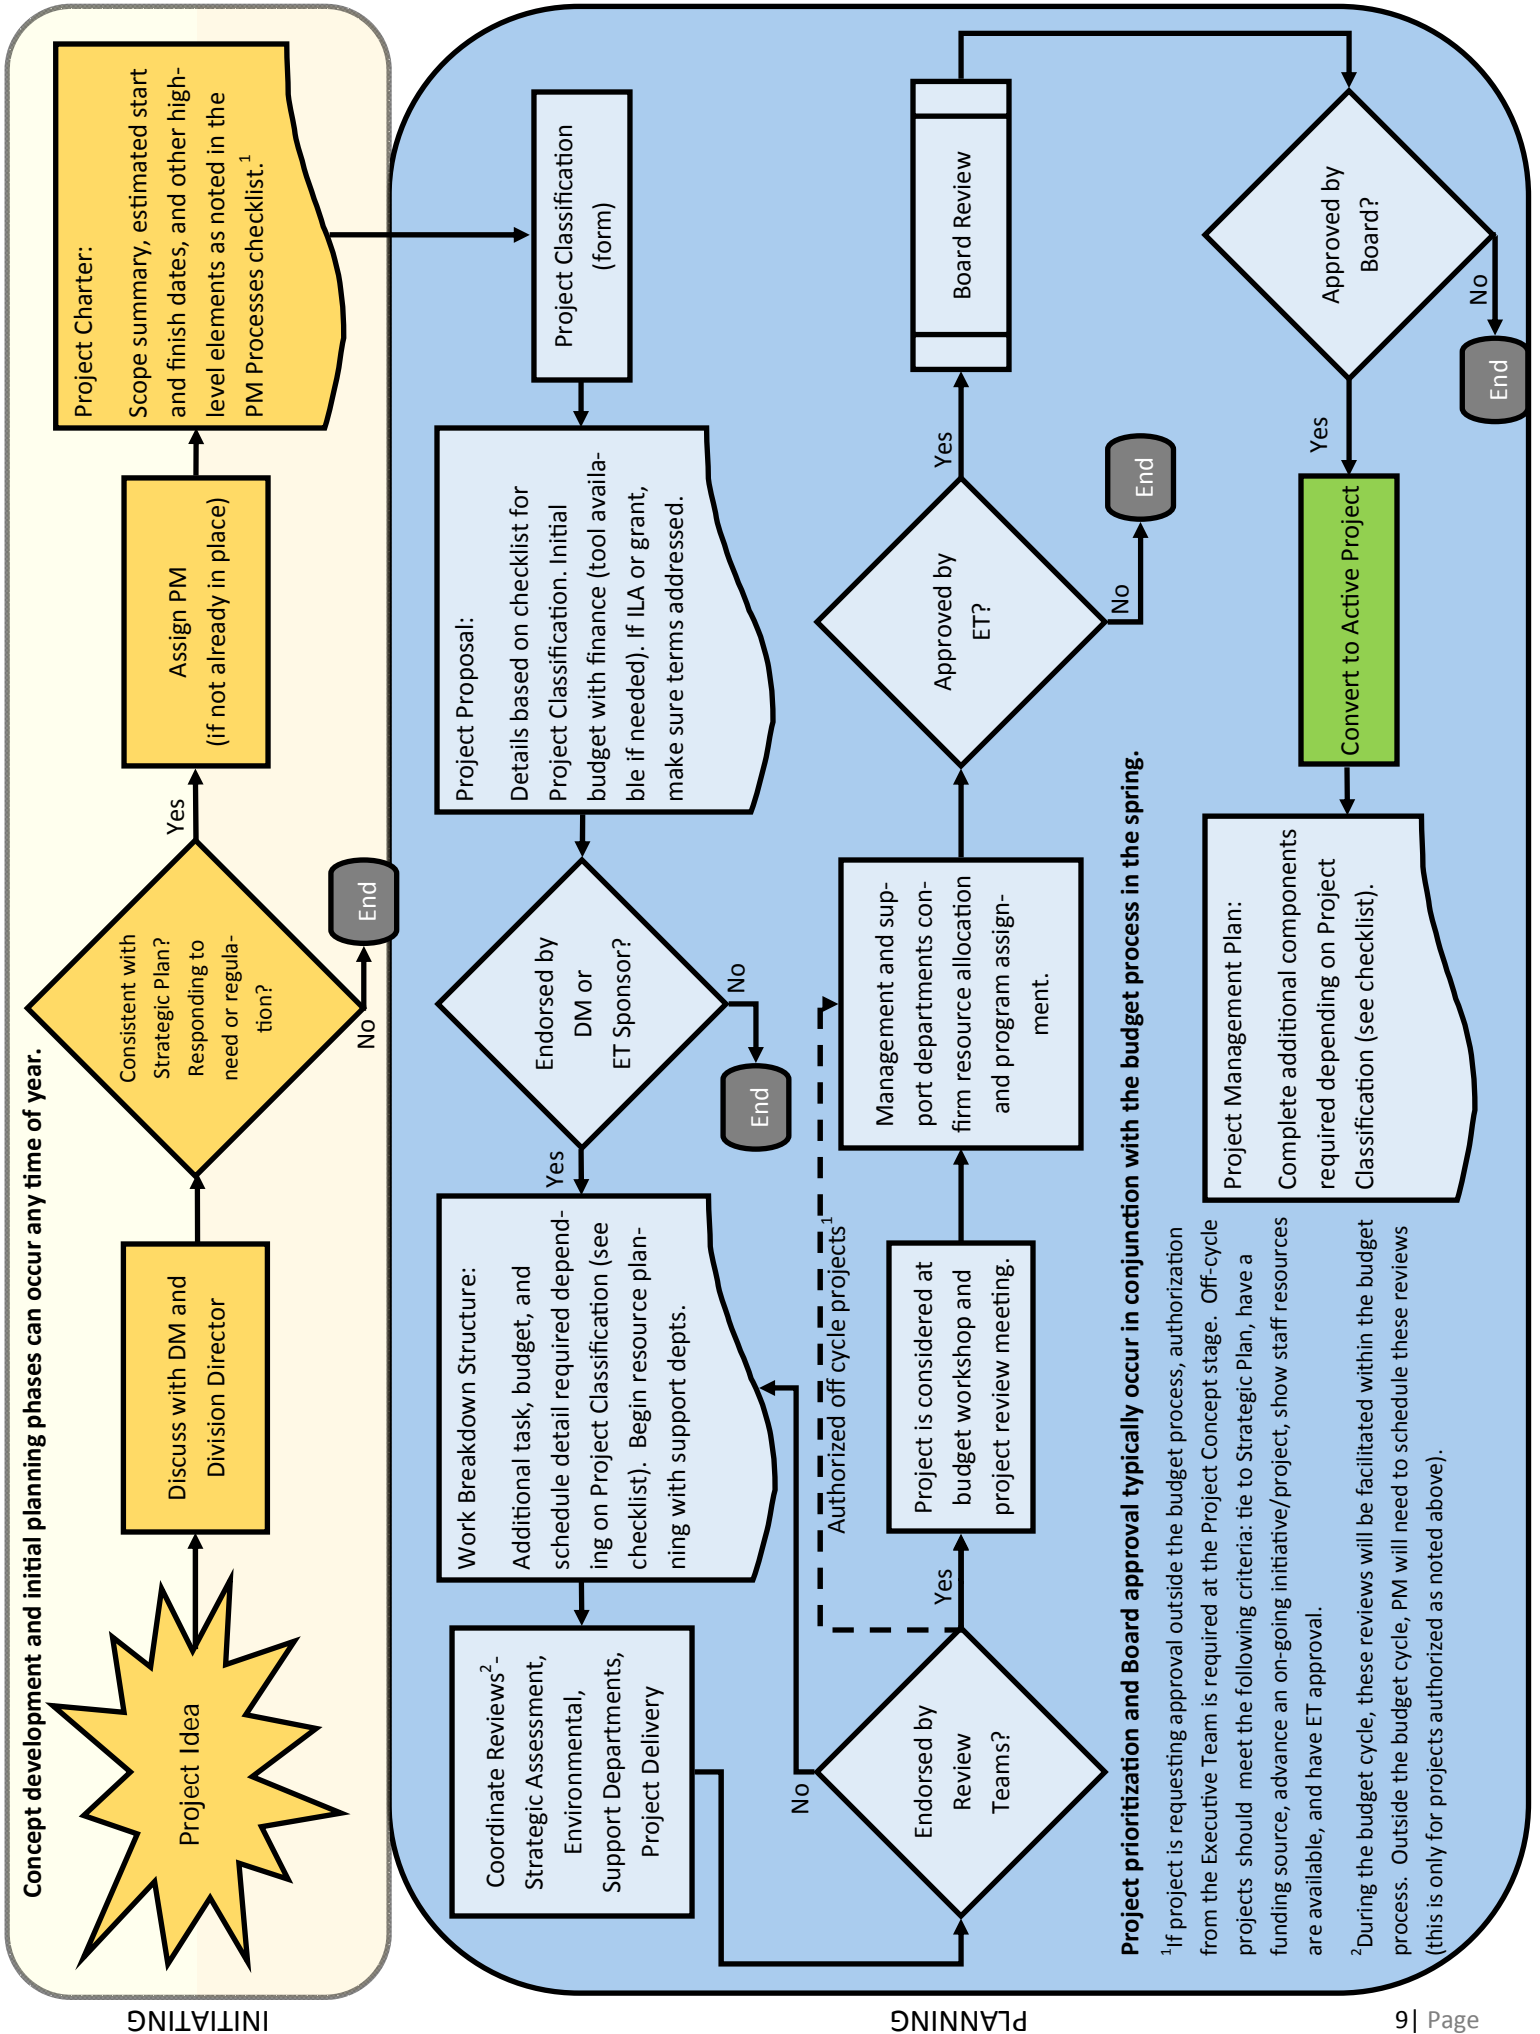 INITIATING
Concept development and initial planning phases can occur any time of year.
Project Idea
Discuss with DM and
Division Director
Consistent with
Strategic Plan?
Responding to
need or regula-
tion?
Yes
No
End
Assign PM
(if not already in place)
Project Charter:
Scope summary, estimated start
and finish dates, and other high-
level elements as noted in the
PM Processes checklist.1
PLANNING
Project Classification
(form)
Project Proposal:
Details based on checklist for
Project Classification. Initial
budget with finance (tool availa-
ble if needed). If ILA or grant,
make sure terms addressed.
Endorsed by
DM or
ET Sponsor?
No
End
Yes
Work Breakdown Structure:
Additional task, budget, and
schedule detail required depend-
ing on Project Classification (see
checklist).  Begin resource plan-
ning with support depts.
Coordinate Reviews2-
Strategic Assessment,
Environmental,
Support Departments,
Project Delivery
Endorsed by
Review
Teams?
No
Yes
Authorized off cycle projects1
Project is considered at
budget workshop and
project review meeting.
Management and sup-
port departments con-
firm resource allocation
and program assign-
ment.
Approved by
ET?
No
End
Yes
Board Review
Approved by
Board?
No
End
Yes
Convert to Active Project
Project Management Plan:
Complete additional components
required depending on Project
Classification (see checklist).
Project prioritization and Board approval typically occur in conjunction with the budget process in the spring.
1If project is requesting approval outside the budget process, authorization
from the Executive Team is required at the Project Concept stage.  Off-cycle
projects  should  meet the following criteria: tie to Strategic Plan, have a
funding source, advance an on-going initiative/project, show staff resources
are available, and have ET approval.
2During the budget cycle, these reviews will be facilitated within the budget
process.  Outside the budget cycle, PM will need to schedule these reviews
(this is only for projects authorized as noted above).
9| Page